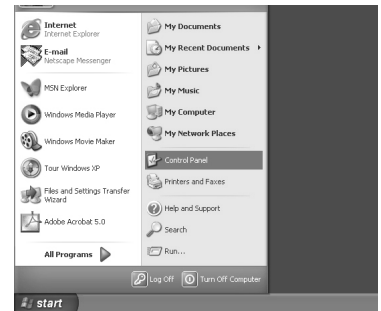 Internet
Internet Explorer
E-mail
Netscape Messenger
MSN Explorer
Windows Media Player
Windows Movie Maker
Tour Windows XP
Files and Settings Transfer
Wizard
Adobe Acrobat 5.0
All Programs
My Documents
My Recent Documents
My Pictures
My Music
My Computer
My Network Places
Control Panel
Printers and Faxes
Help and Support
Search
Run...
Log Off
Turn Off Computer
start